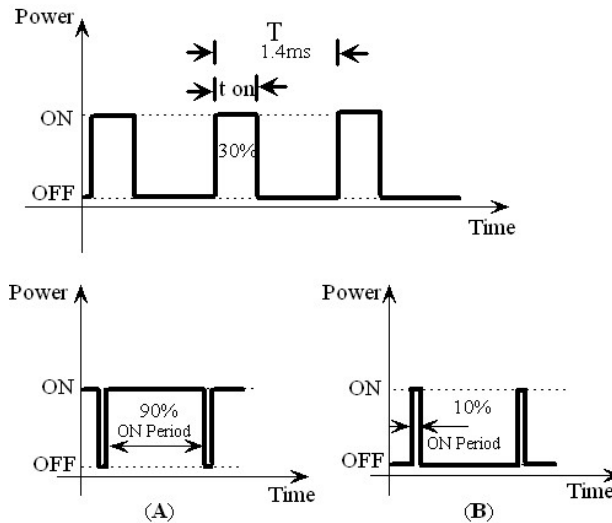 Power
T
1.4ms
t on
ON
30%
OFF
Time
Power
ON
90%
ON Period
OFF
Time
(A)
Power
ON
10%
ON Period
OFF
Time
(B)